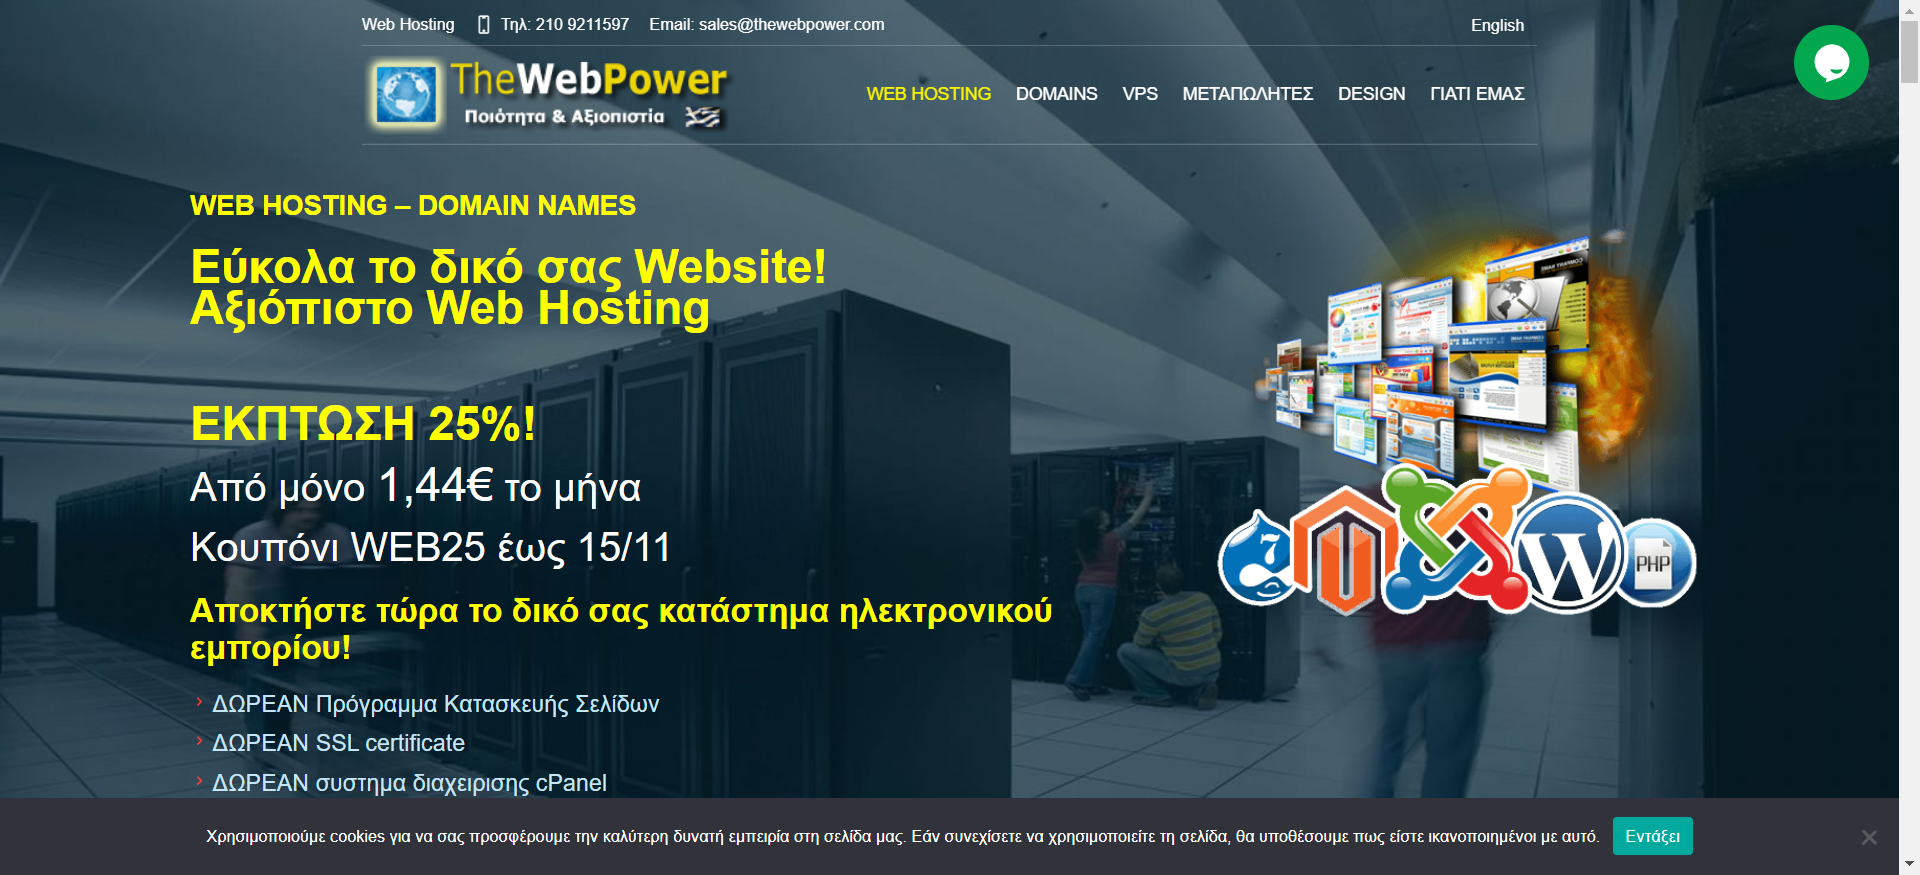 Web Hosting Τηλ: 210 9211597 Email: sales@thewebpower.com English
TheWebPower
Ποιότητα & Αξιοπιστία
WEB HOSTING DOMAINS VPS ΜΕΤΑΠΩΛΗΤΕΣ DESIGN ΓΙΑΤΙ ΕΜΑΣ
WEB HOSTING – DOMAIN NAMES
Εύκολα το δικό σας Website!
Αξιόπιστο Web Hosting
ΕΚΠΤΩΣΗ 25%!
Από μόνο 1,44€ το μήνα
Κουπόνι WEB25 έως 15/11
Αποκτήστε τώρα το δικό σας κατάστημα ηλεκτρονικού
εμπορίου!
ΔΩΡΕΑΝ Πρόγραμμα Κατασκευής Σελίδων
ΔΩΡΕΑΝ SSL certificate
ΔΩΡΕΑΝ συστημα διαχειρισης cPanel
7
PHP
Χρησιμοποιούμε cookies για να σας προσφέρουμε την καλύτερη δυνατή εμπειρία στη σελίδα μας. Εάν συνεχίσετε να χρησιμοποιείτε τη σελίδα, θα υποθέσουμε πως είστε ικανοποιημένοι με αυτό. Εντάξει